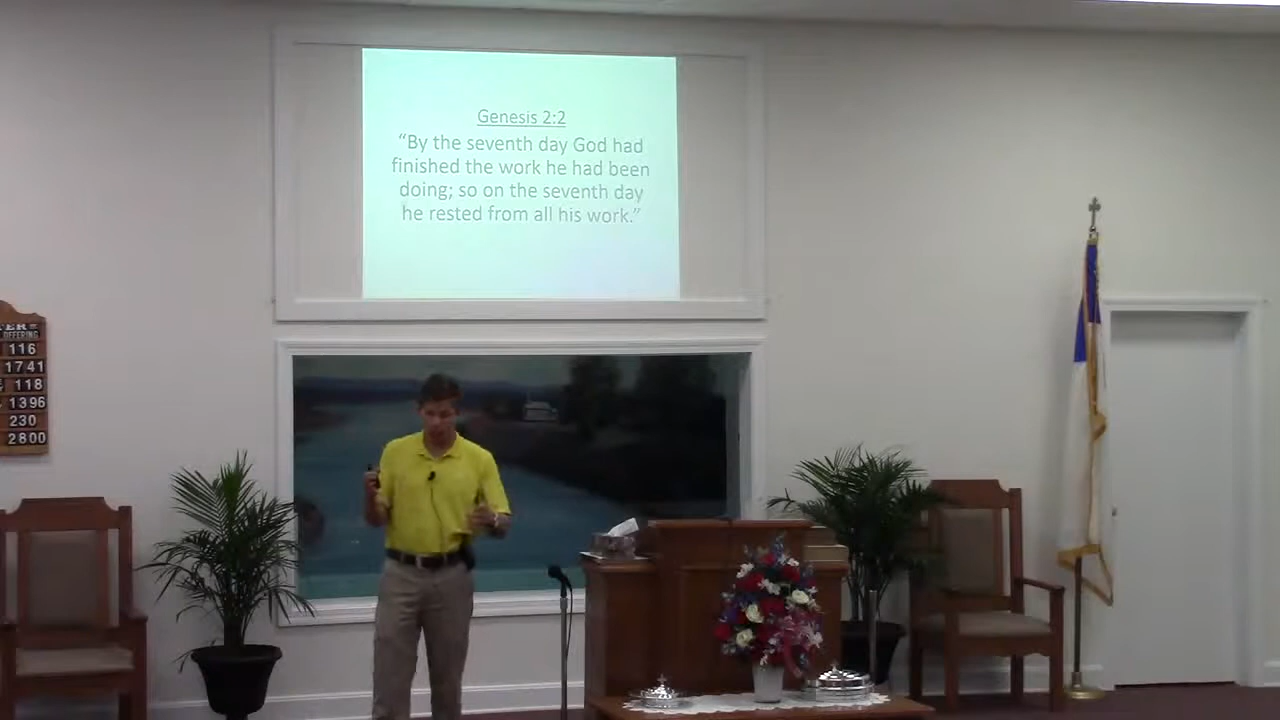 Genesis 2:2
“By the seventh day God had
finished the work he had been
doing; so on the seventh day
he rested from all his work.”
OFFERING
116
1741
118
1396
230
2800